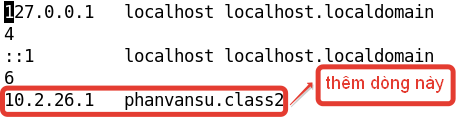 127.0.0.1   localhost localhost.localdomain
4
::1         localhost localhost.localdomain
6
10.2.26.1   phanvansu.class2
thêm dòng này